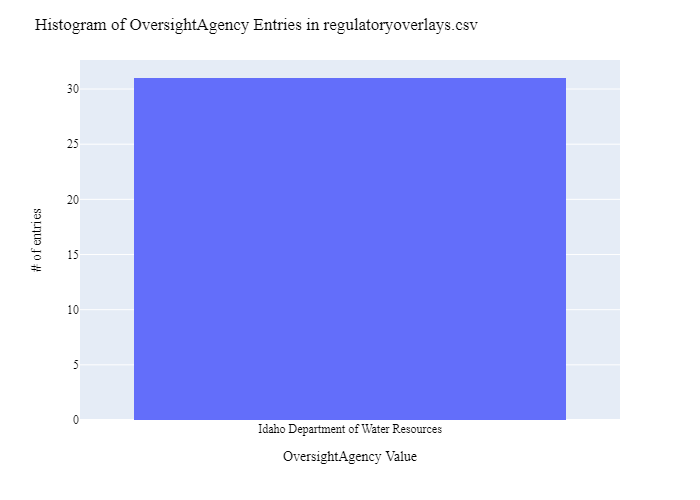 Histogram of OversightAgency Entries in regulatoryoverlays.csv
30
25
20
15
10
5
0
# of entries
Idaho Department of Water Resources
OversightAgency Value